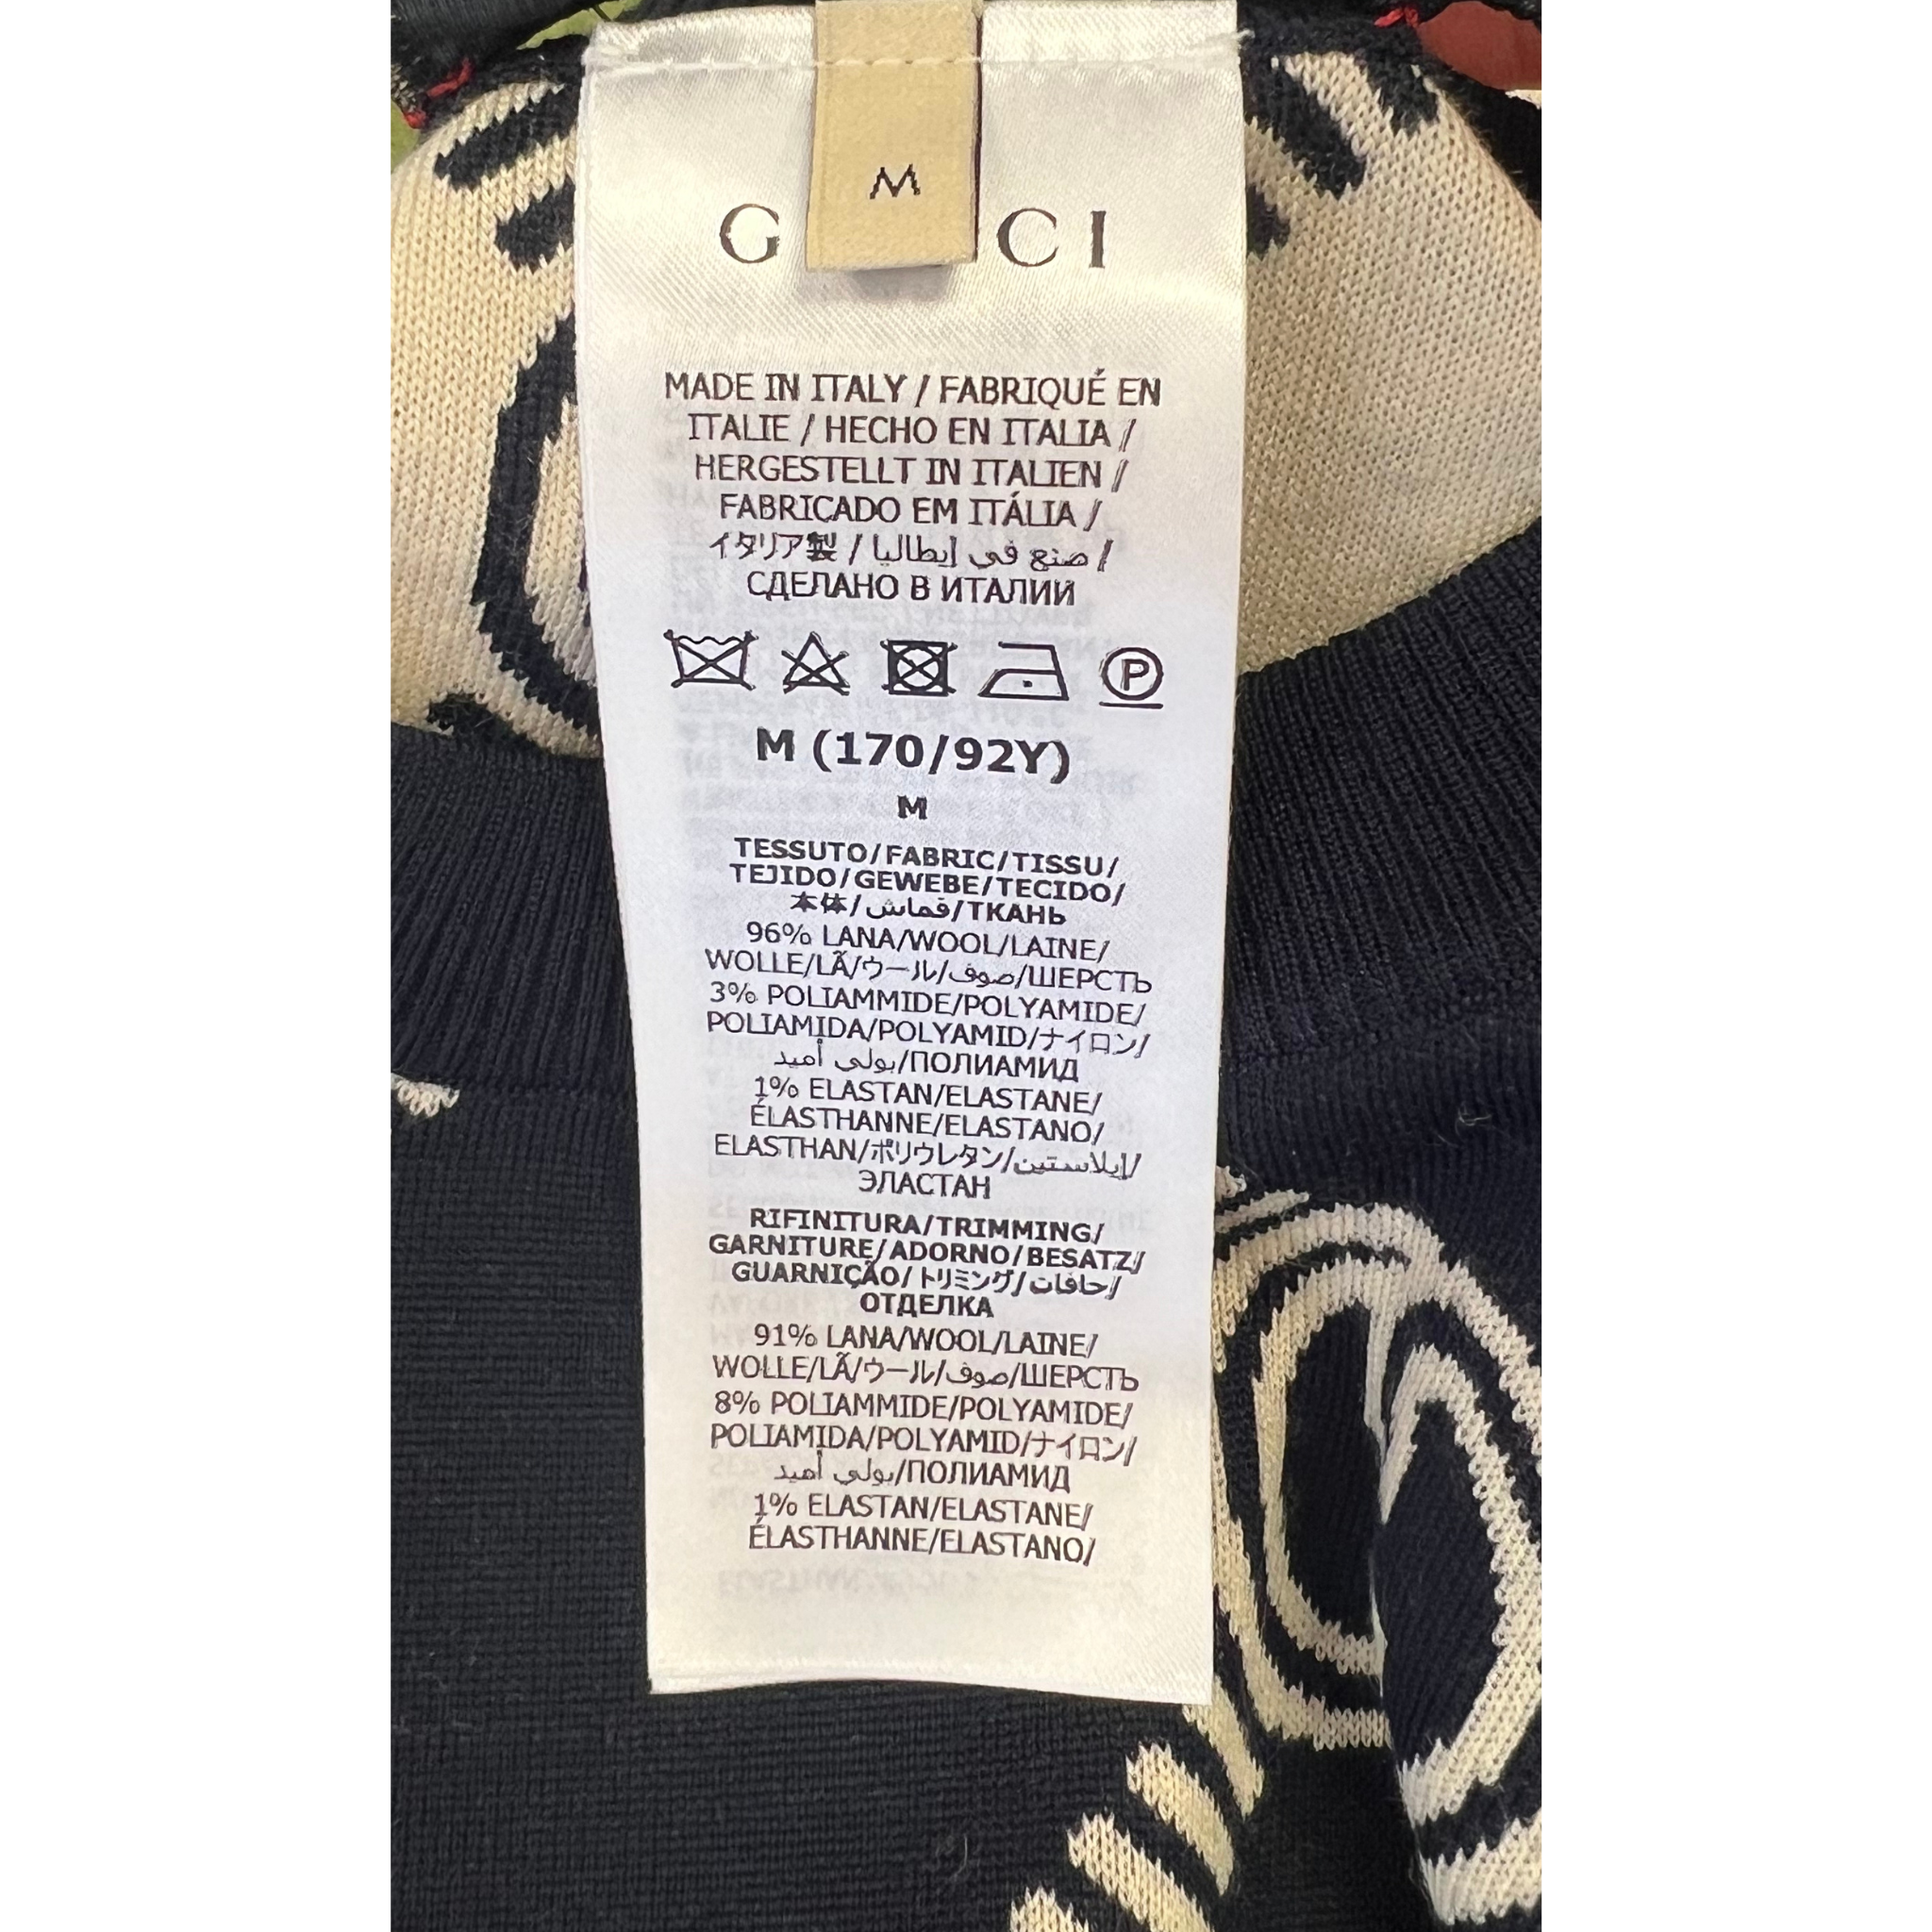 M
G CI
MADE IN ITALY / FABRIQUÉ EN
ITALIE / HECHO EN ITALIA /
HERGESTELLT IN ITALIEN /
FABRICADO EM ITÁLIA /
イタリア製 / صنع في إيطاليا /
СДЕЛАНО В ИТАЛИИ
P
M (170/92Y)
M
TESSUTO/FABRIC/TISSU/
TEJIDO/GEWEBE/TECIDO/
本体/قماش/ТКАНЬ
96% LANA/WOOL/LAINE/
WOLLE/LÃ/ウール/صوف/ШЕРСТЬ
3% POLIAMMIDE/POLYAMIDE/
POLIAMIDA/POLYAMID/ナイロン/
بولي أميد/ПОЛИАМИД
1% ELASTAN/ELASTANE/
ÉLASTHANNE/ELASTANO/
ELASTHAN/ポリウレタン/إيلاستين/
ЭЛАСТАН
RIFINITURA/TRIMMING/
GARNITURE/ADORNO/BESATZ/
GUARNIÇÃO/トリミング/حافات/
ОТДЕЛКА
91% LANA/WOOL/LAINE/
WOLLE/LÃ/ウール/صوف/ШЕРСТЬ
8% POLIAMMIDE/POLYAMIDE/
POLIAMIDA/POLYAMID/ナイロン/
بولي أميد/ПОЛИАМИД
1% ELASTAN/ELASTANE/
ÉLASTHANNE/ELASTANO/